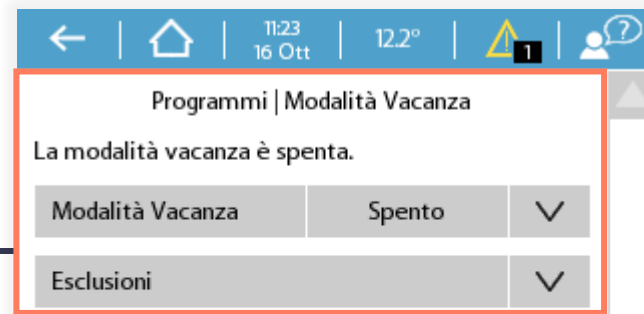 11:23
16 Ott
12.2°
1
?
Programmi | Modalità Vacanza
La modalità vacanza è spenta.
Modalità Vacanza Spento
Esclusioni